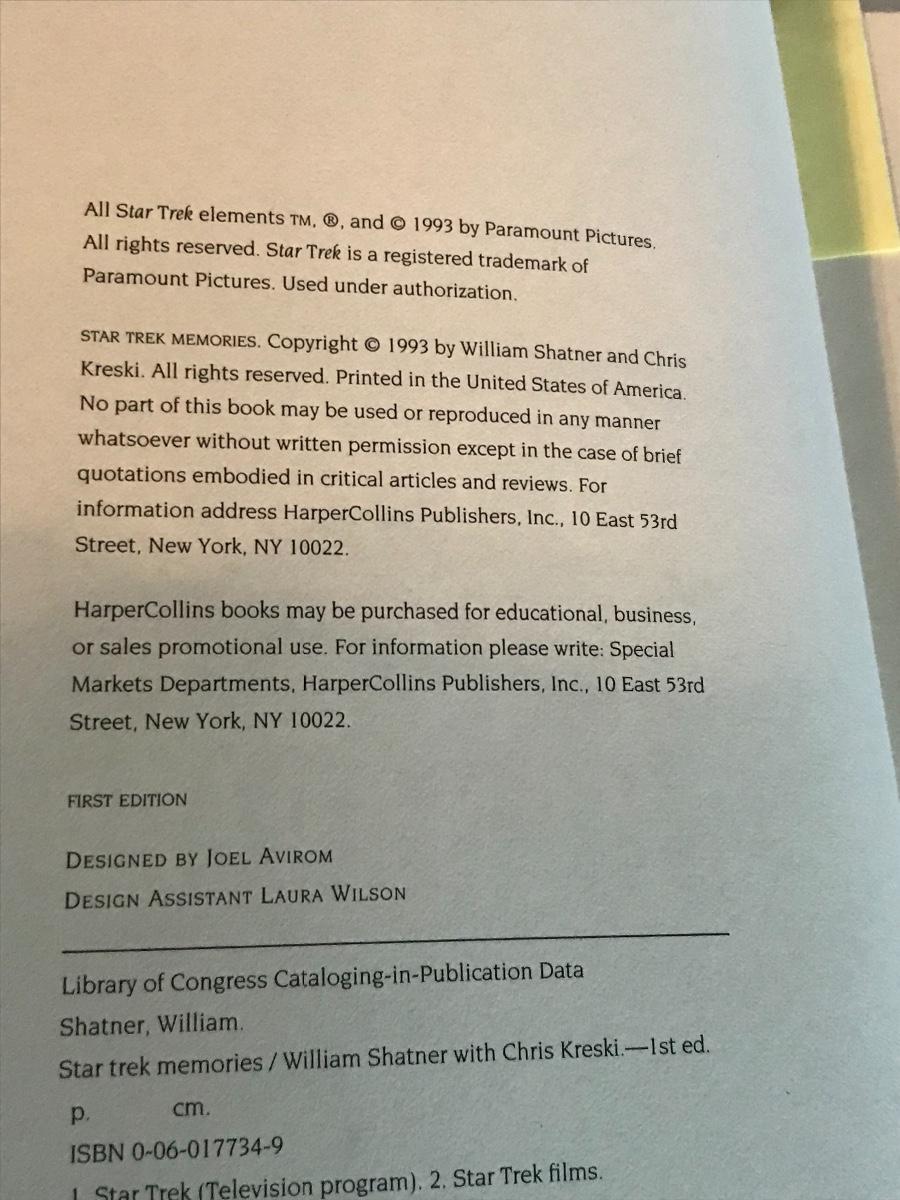 All Star Trek elements TM, ®, and © 1993 by Paramount Pictures.
All rights reserved. Star Trek is a registered trademark of
Paramount Pictures. Used under authorization.
STAR TREK MEMORIES. Copyright © 1993 by William Shatner and Chris
Kreski. All rights reserved. Printed in the United States of America.
No part of this book may be used or reproduced in any manner
whatsoever without written permission except in the case of brief
quotations embodied in critical articles and reviews. For
information address HarperCollins Publishers, Inc., 10 East 53rd
Street, New York, NY 10022.
HarperCollins books may be purchased for educational, business,
or sales promotional use. For information please write: Special
Markets Departments, HarperCollins Publishers, Inc., 10 East 53rd
Street, New York, NY 10022.
FIRST EDITION
DESIGNED BY JOEL AVIROM
DESIGN ASSISTANT LAURA WILSON
Library of Congress Cataloging-in-Publication Data
Shatner, William.
Star trek memories / William Shatner with Chris Kreski.—1st ed.
p. cm.
ISBN 0-06-017734-9
1. Star Trek (Television program). 2. Star Trek films.